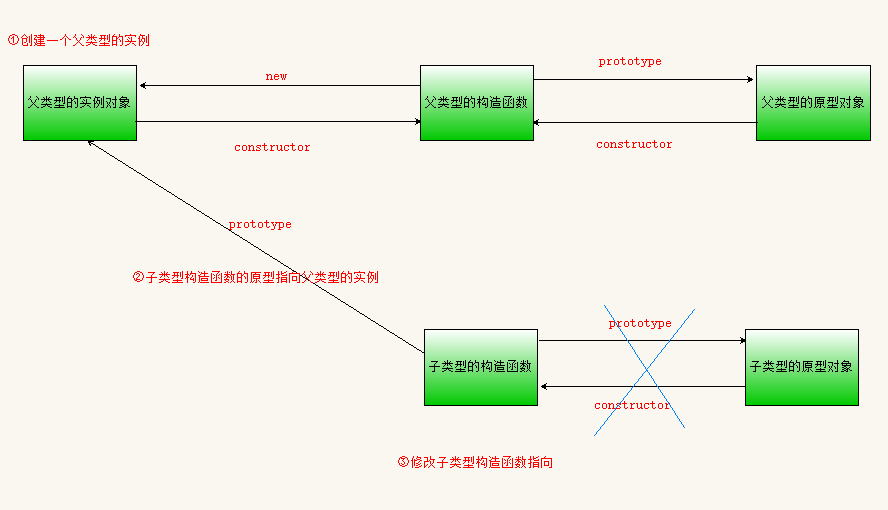 ①创建一个父类型的实例
prototype
new
父类型的实例对象
父类型的构造函数
父类型的原型对象
constructor
constructor
prototype
②子类型构造函数的原型指向父类型的实例
prototype
子类型的构造函数
子类型的原型对象
constructor
③修改子类型构造函数指向